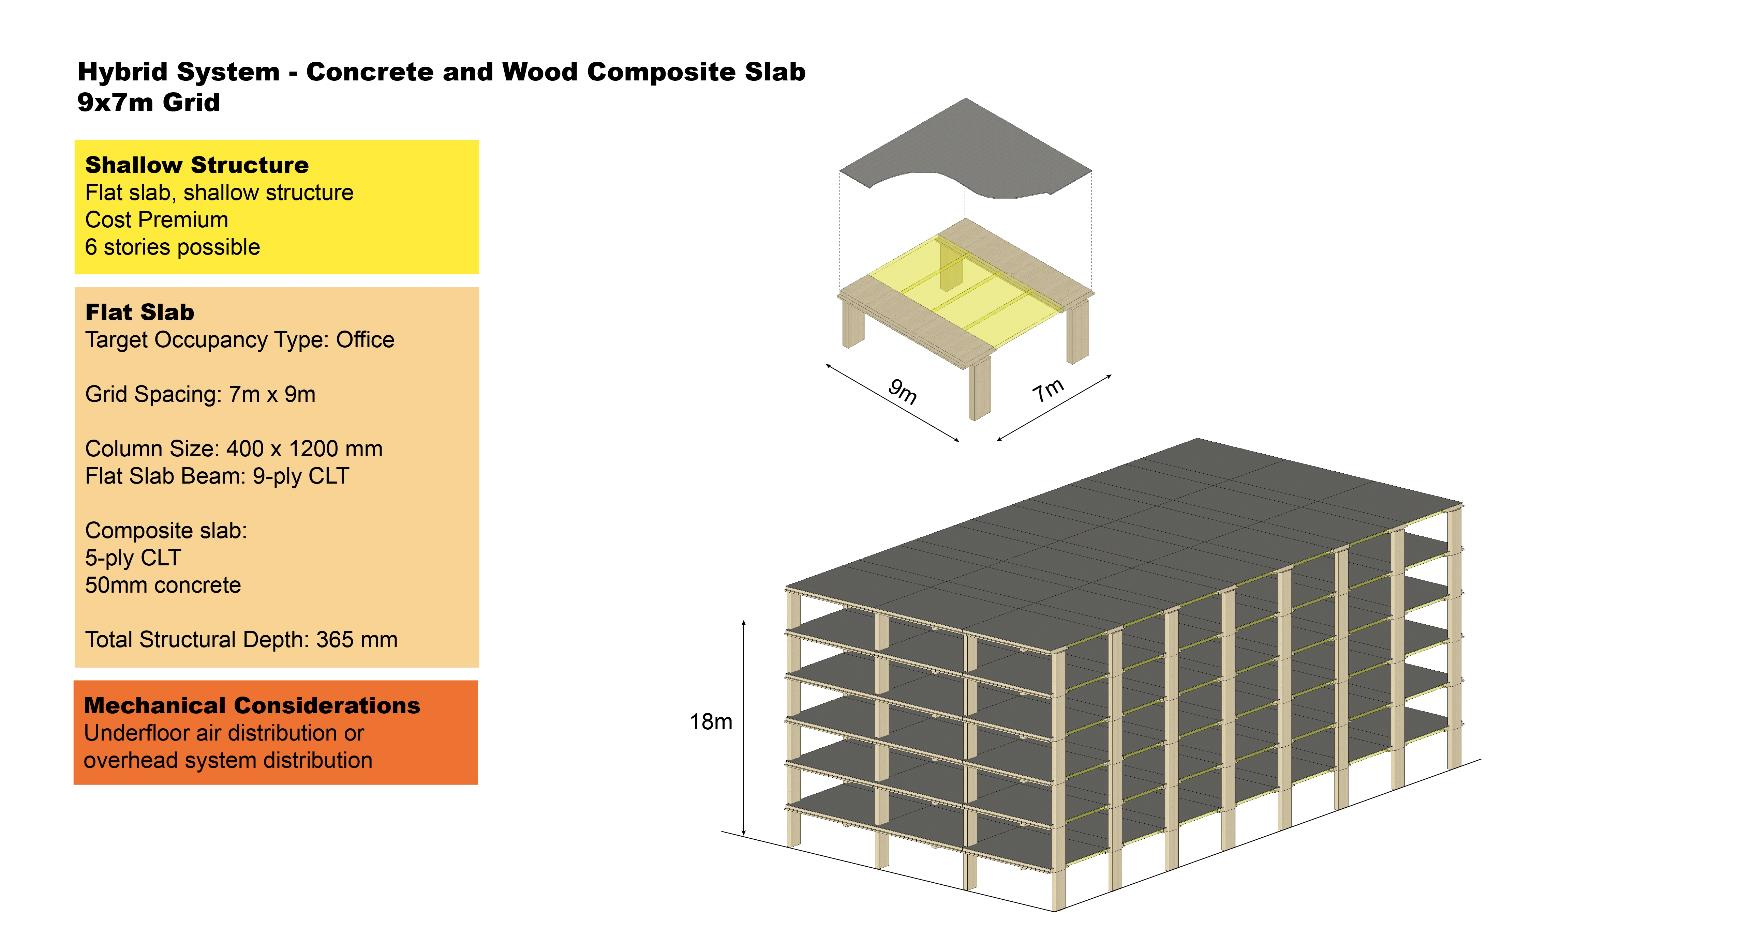 Hybrid System - Concrete and Wood Composite Slab
9x7m Grid
Shallow Structure
Flat slab, shallow structure
Cost Premium
6 stories possible
Flat Slab
Target Occupancy Type: Office
Grid Spacing: 7m x 9m
Column Size: 400 x 1200 mm
Flat Slab Beam: 9-ply CLT
Composite slab:
5-ply CLT
50mm concrete
Total Structural Depth: 365 mm
Mechanical Considerations
Underfloor air distribution or
overhead system distribution
9m
7m
18m